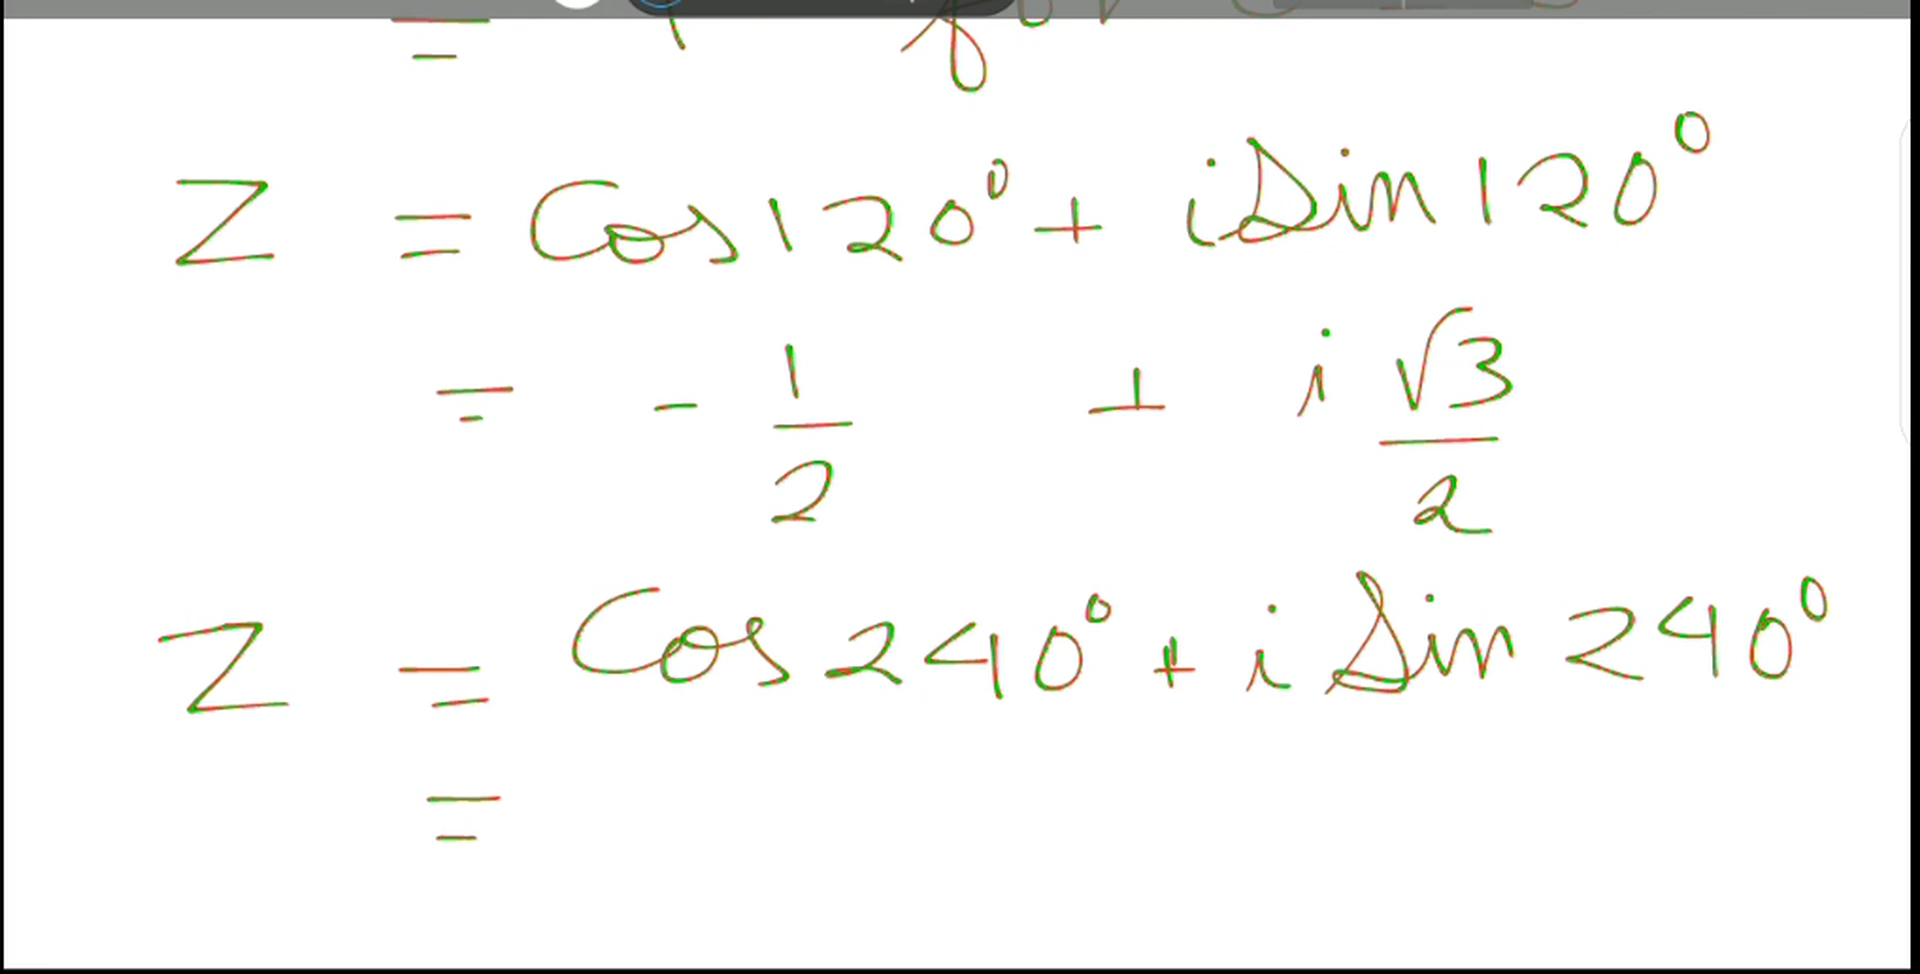 Z = Cos 120° + i Sin 120°
= - 1/2 + i √3/2
Z = Cos 240° + i Sin 240°
=